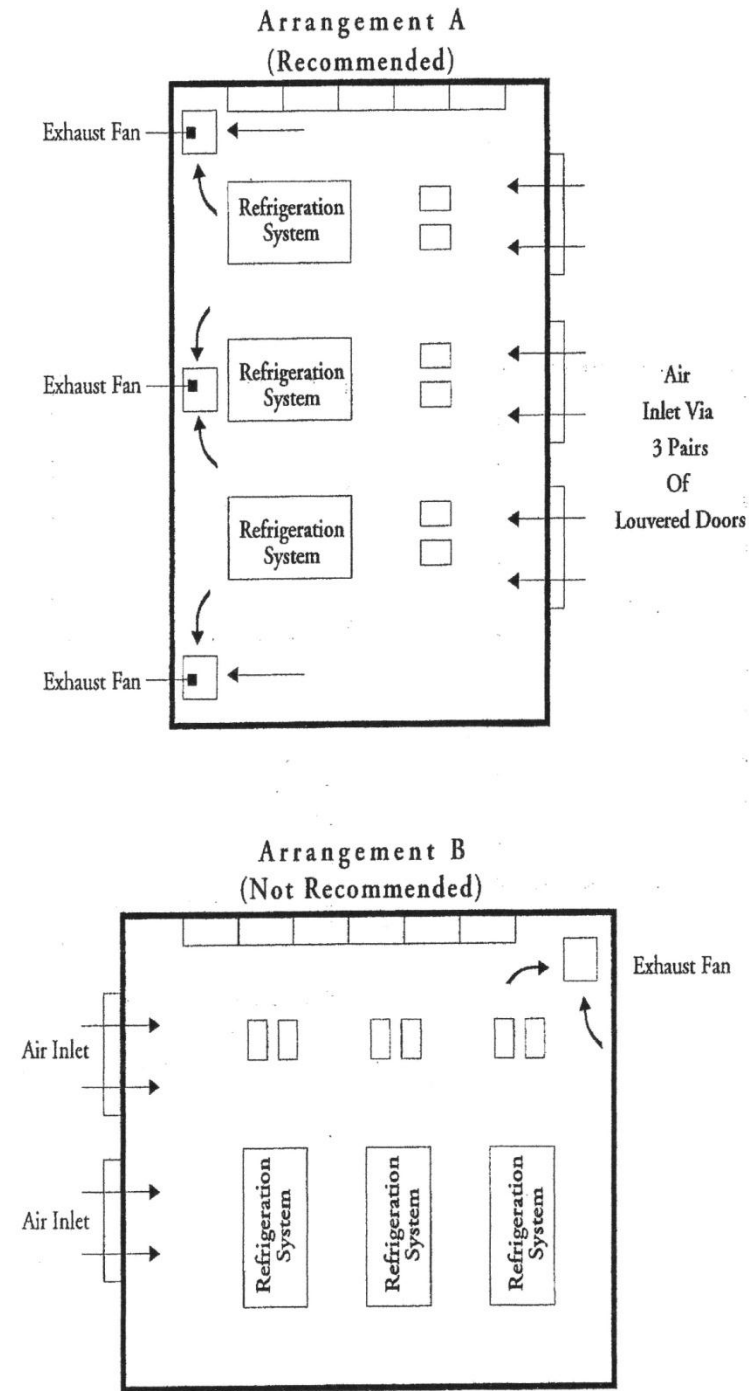 Arrangement A
(Recommended)
Exhaust Fan
Refrigeration
System
Exhaust Fan
Refrigeration
System
Air
Inlet Via
3 Pairs
Of
Louvered Doors
Refrigeration
System
Exhaust Fan
Arrangement B
(Not Recommended)
Exhaust Fan
Air Inlet
Air Inlet
Refrigeration
System
Refrigeration
System
Refrigeration
System